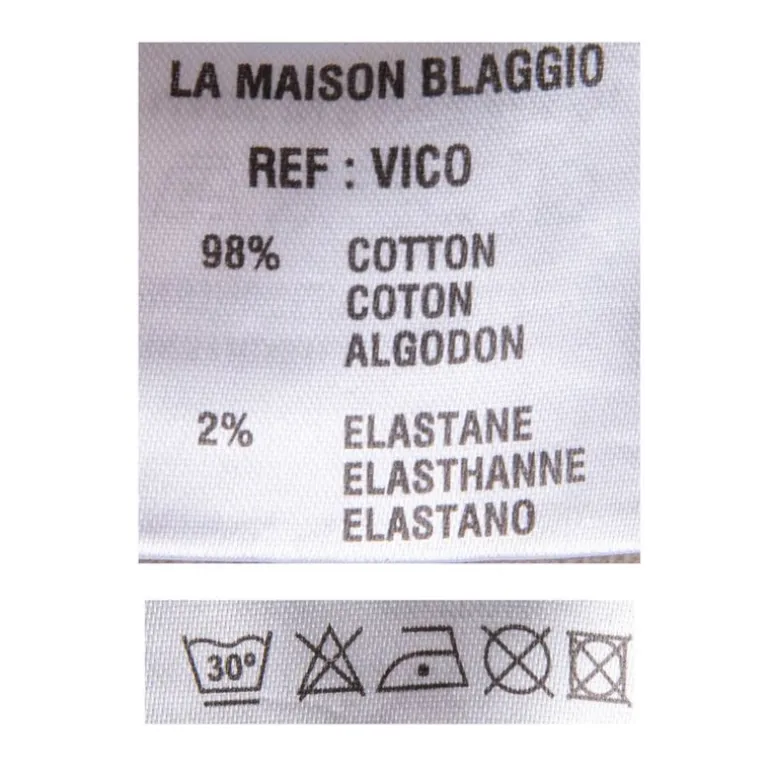 LA MAISON BLAGGIO
REF : VICO
98% COTTON
COTON
ALGODON
2% ELASTANE
ELASTHANNE
ELASTANO
30°